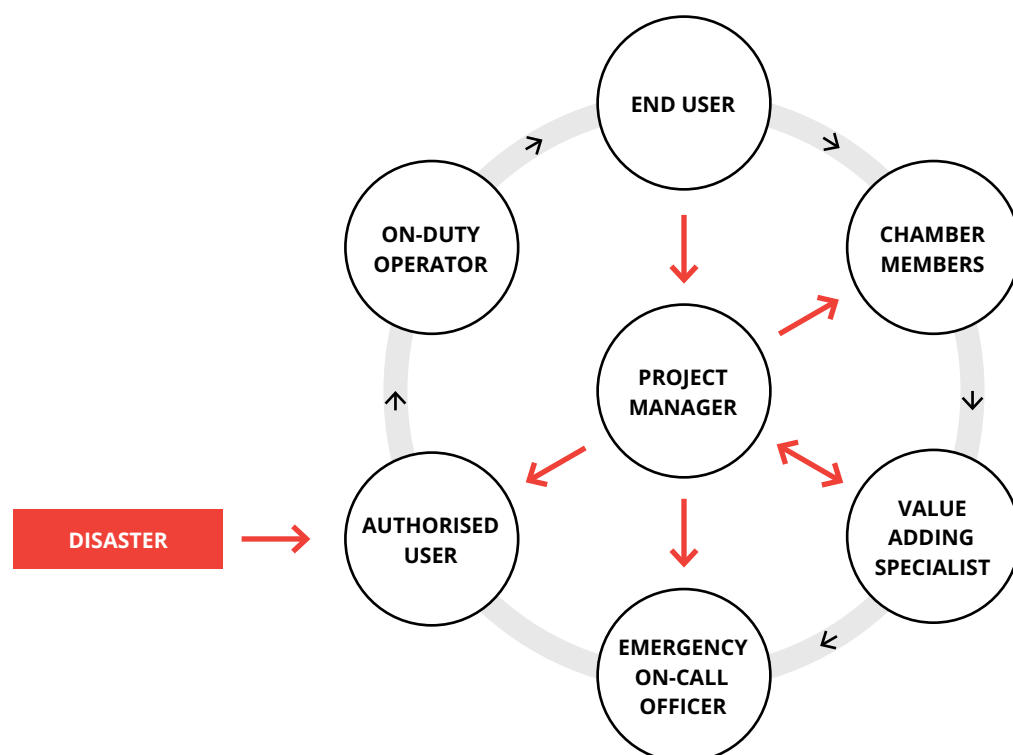 END USER
ON-DUTY
OPERATOR
CHAMBER
MEMBERS
PROJECT
MANAGER
DISASTER
AUTHORISED
USER
VALUE
ADDING
SPECIALIST
EMERGENCY
ON-CALL
OFFICER